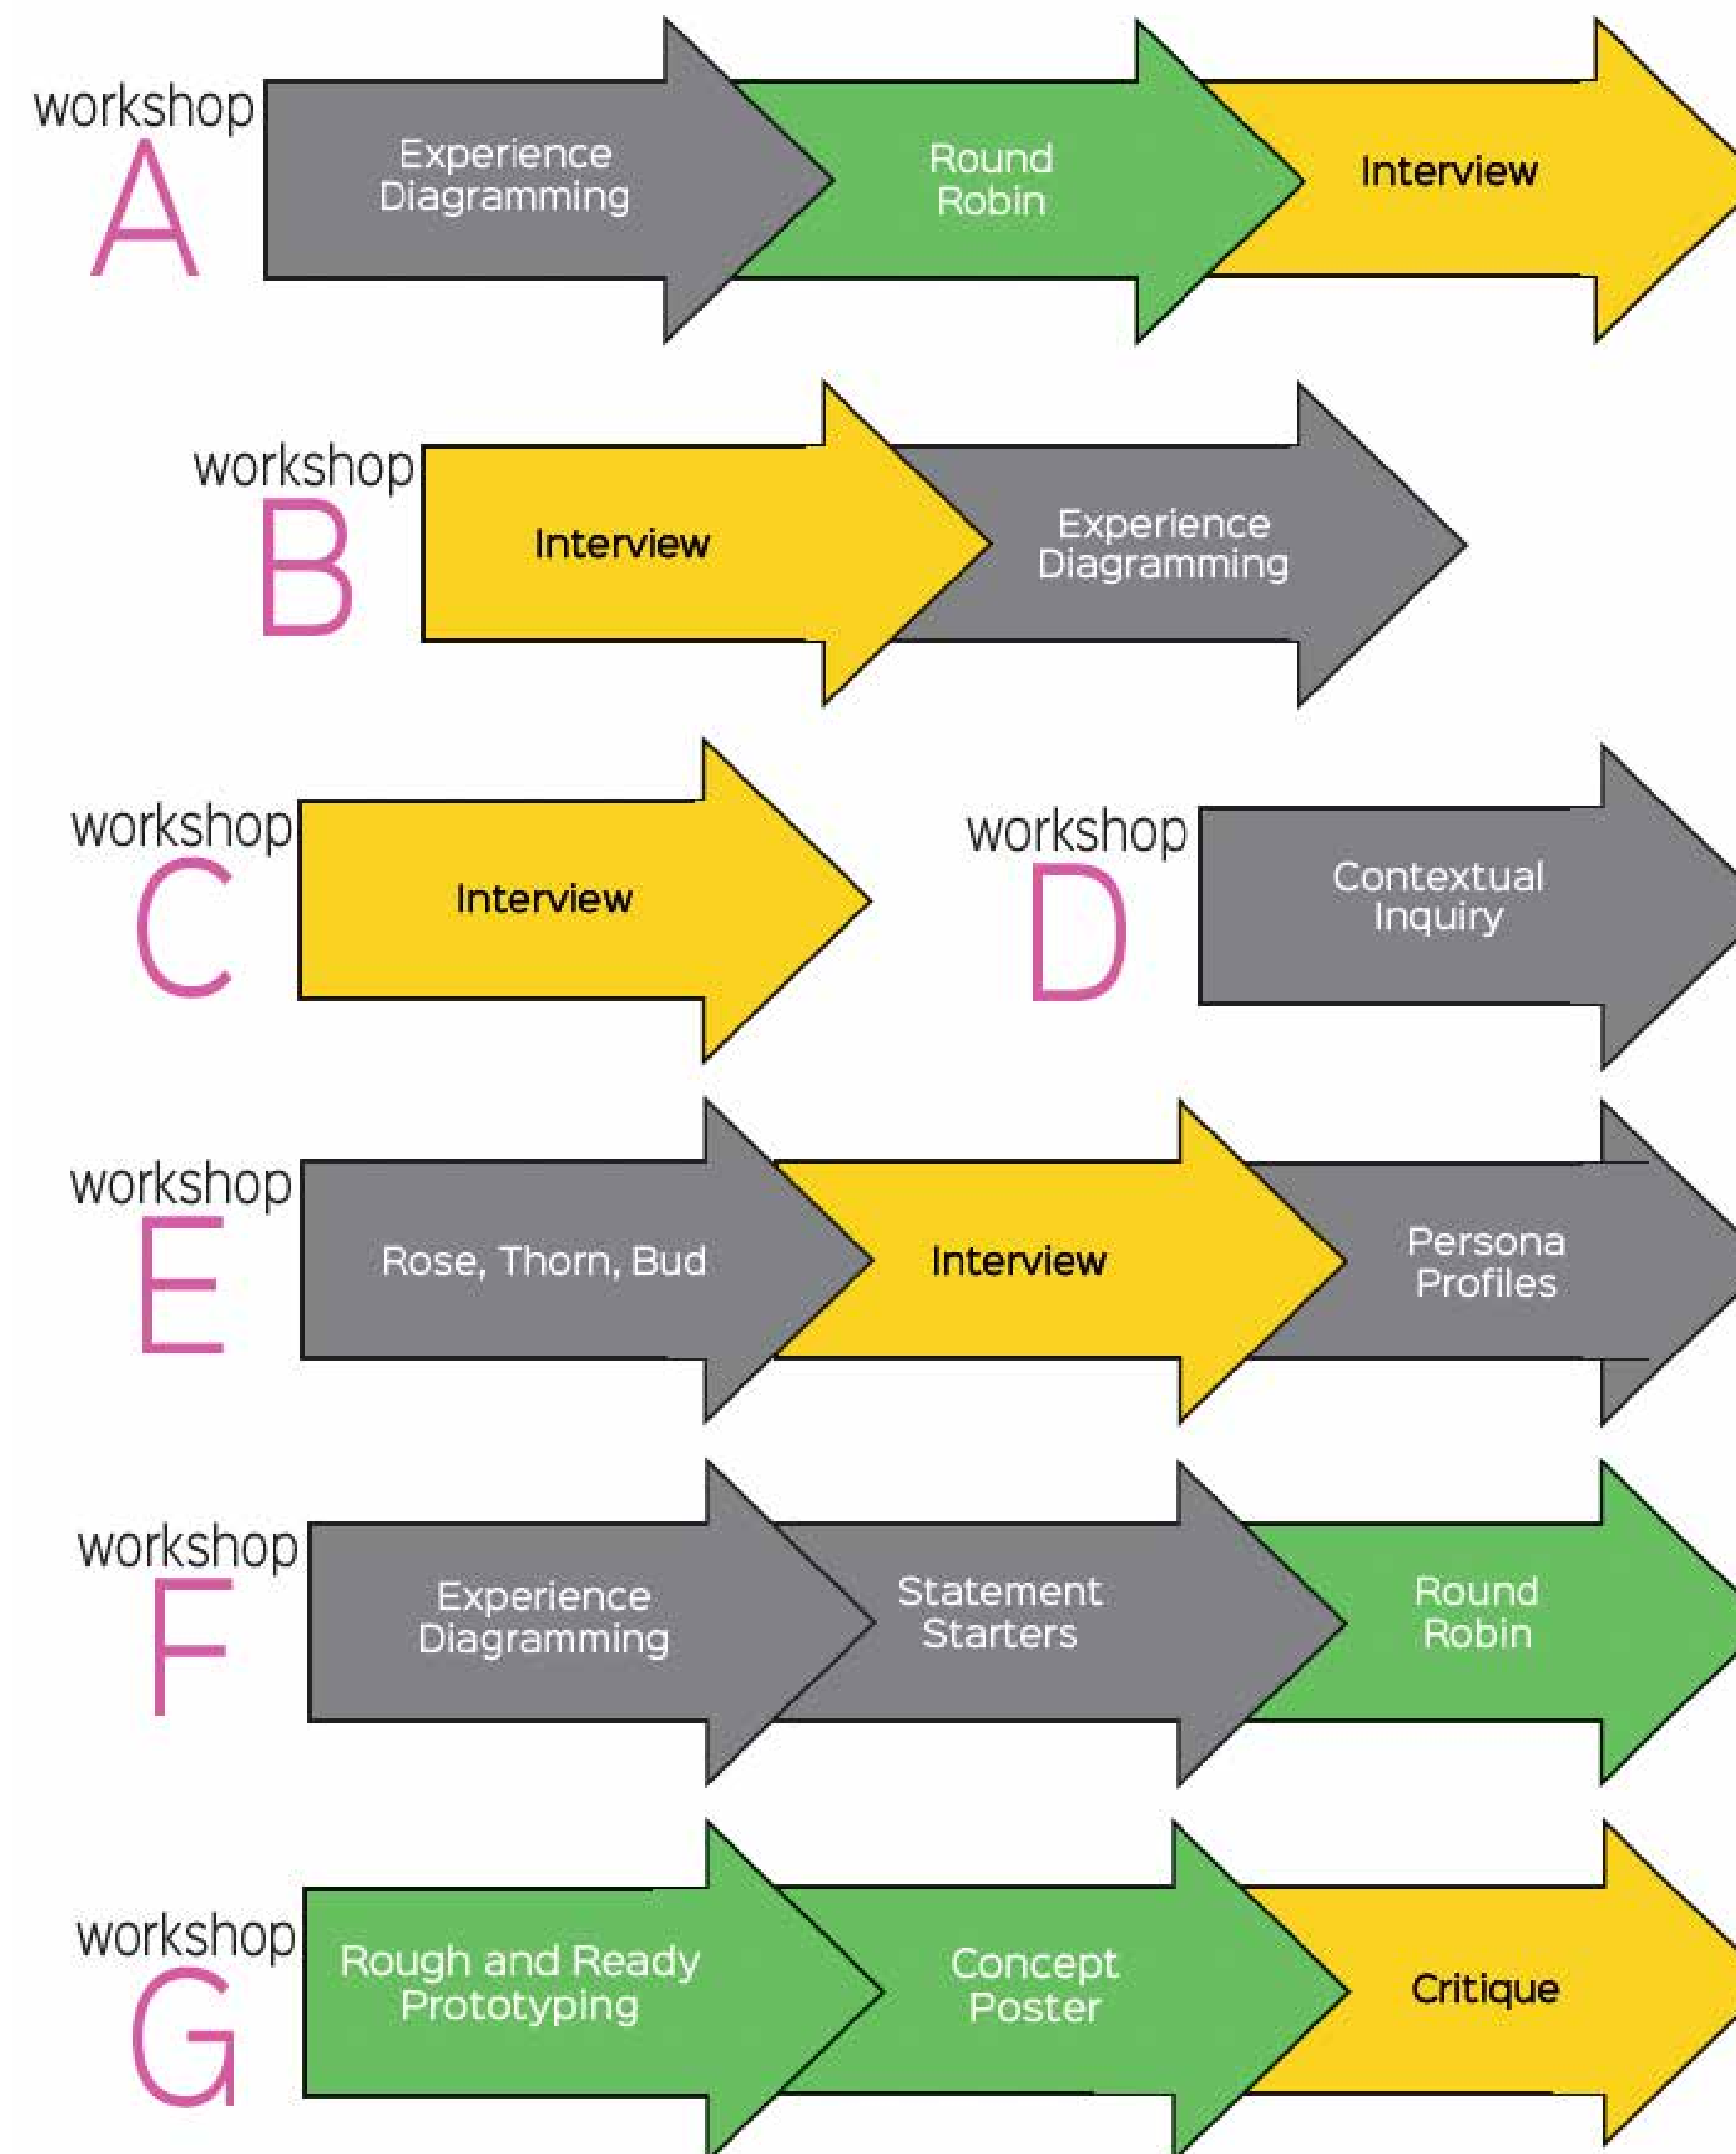 workshop
A
Experience
Diagramming
Round
Robin
Interview
workshop
B
Interview
Experience
Diagramming
workshop
C
Interview
workshop
D
Contextual
Inquiry
workshop
E
Rose, Thorn, Bud
Interview
Persona
Profiles
workshop
F
Experience
Diagramming
Statement
Starters
Round
Robin
workshop
G
Rough and Ready
Prototyping
Concept
Poster
Critique